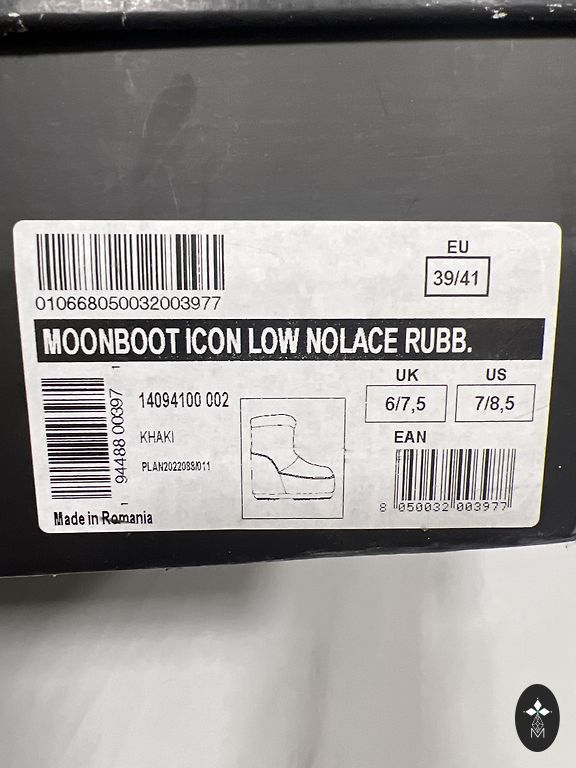 EU
39/41
010668050032003977
MOONBOOT ICON LOW NOLACE RUBB.
14094100 002
UK
US
6/7,5
7/8,5
KHAKI
EAN
PLAN2022088/011
1 94488 00397 1
8 050032 003977
Made in Romania
M